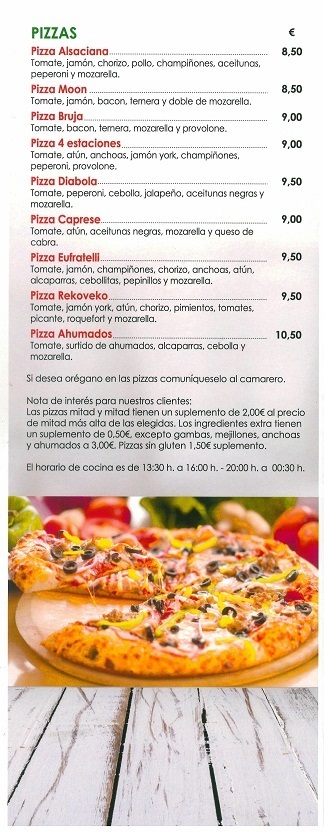 PIZZAS €
Pizza Alsaciana 8,50
Tomate, jamón, chorizo, pollo, champiñones, aceitunas,
peperoni y mozarella.
Pizza Moon 8,50
Tomate, jamón, bacon, ternera y doble de mozarella.
Pizza Bruja 9,00
Tomate, bacon, ternera, mozarella y provolone.
Pizza 4 estaciones 9,00
Tomate, atún, anchoas, jamón york, champiñones,
peperoni, provolone.
Pizza Diabola 9,50
Tomate, peperoni, cebolla, jalapeño, aceitunas negras y
mozarella.
Pizza Caprese 9,00
Tomate, atún, aceitunas negras, mozarella y queso de
cabra.
Pizza Eufratelli 9,50
Tomate, jamón, champiñones, chorizo, anchoas, atún,
alcaparras, cebollitas, pepinillos y mozarella.
Pizza Rekoveko 9,50
Tomate, jamón york, atún, chorizo, pimientos, tomates,
picante, roquefort y mozarella.
Pizza Ahumados 10,50
Tomate, surtido de ahumados, alcaparras, cebolla y
mozarella.
Si desea orégano en las pizzas comuníqueselo al camarero.
Nota de interés para nuestros clientes:
Las pizzas mitad y mitad tienen un suplemento de 2,00€ al precio
de mitad más alta de las elegidas. Los ingredientes extra tienen
un suplemento de 0,50€, excepto gambas, mejillones, anchoas
y ahumados a 3,00€. Pizzas sin gluten 1,50€ suplemento.
El horario de cocina es de 13:30 h. a 16:00 h. - 20:00 h. a 00:30 h.